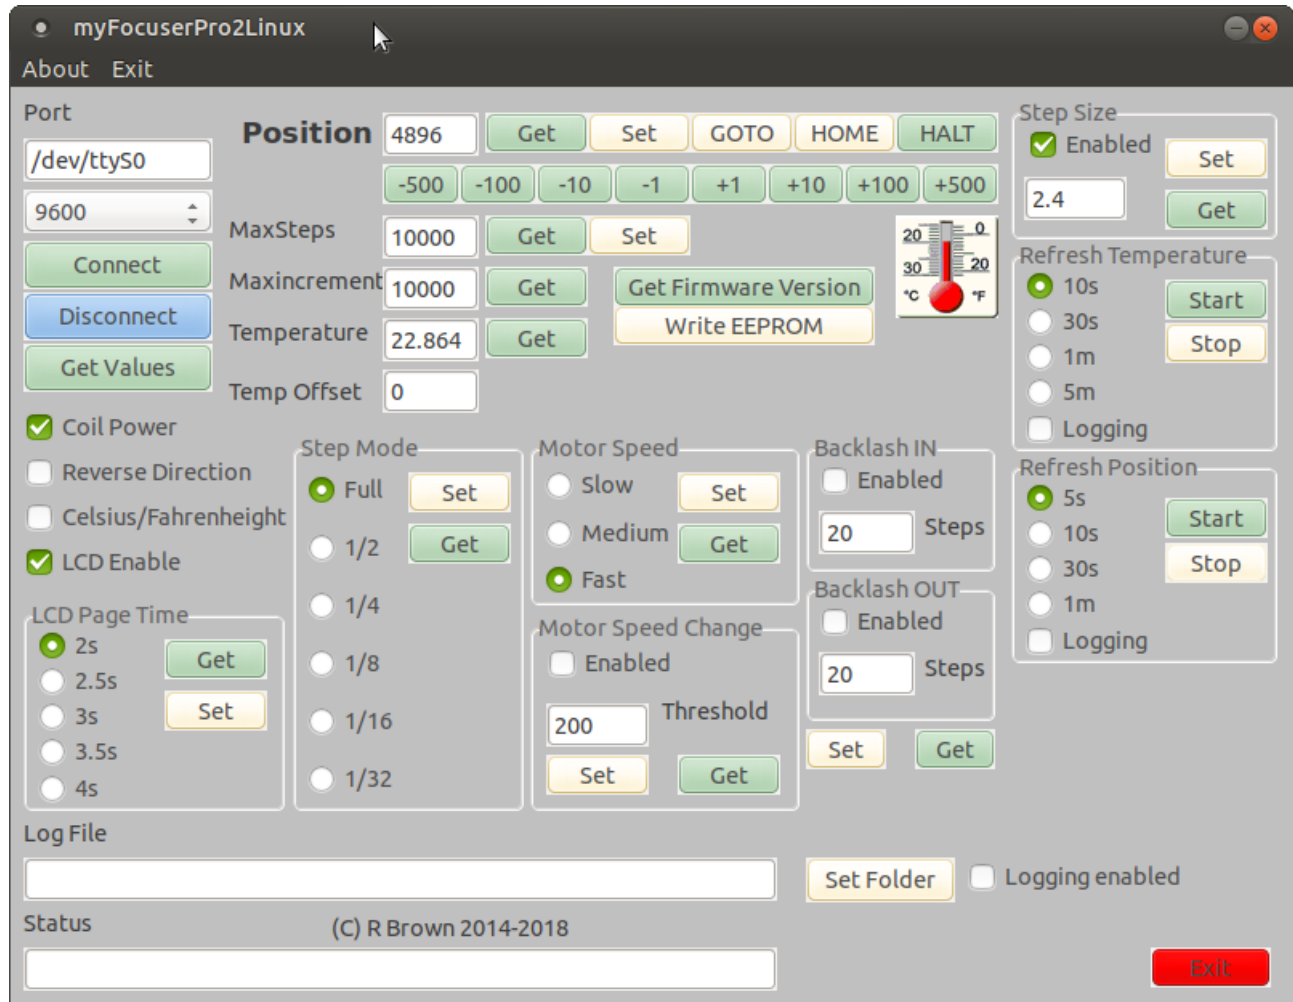 myFocuserPro2Linux
About Exit
Port
/dev/ttyS0
9600
Connect
Disconnect
Get Values
Position 4896 Get Set GOTO HOME HALT
-500 -100 -10 -1 +1 +10 +100 +500
MaxSteps 10000 Get Set
Maxincrement 10000 Get
Get Firmware Version
Temperature 22.864 Get
Write EEPROM
Temp Offset 0
20 0
30 20
°C °F
Step Size
Enabled Set
2.4 Get
Refresh Temperature
10s Start
30s
1m Stop
5m
Logging
Refresh Position
5s Start
10s
30s Stop
1m
Logging
Coil Power
Reverse Direction
Celsius/Fahrenheight
LCD Enable
LCD Page Time
2s Get
2.5s
3s Set
3.5s
4s
Step Mode
Full Set
1/2 Get
1/4
1/8
1/16
1/32
Motor Speed
Slow Set
Medium Get
Fast
Motor Speed Change
Enabled
200 Threshold
Set Get
Backlash IN
Enabled
20 Steps
Backlash OUT
Enabled
20 Steps
Set Get
Log File
Set Folder Logging enabled
Status (C) R Brown 2014-2018
Exit